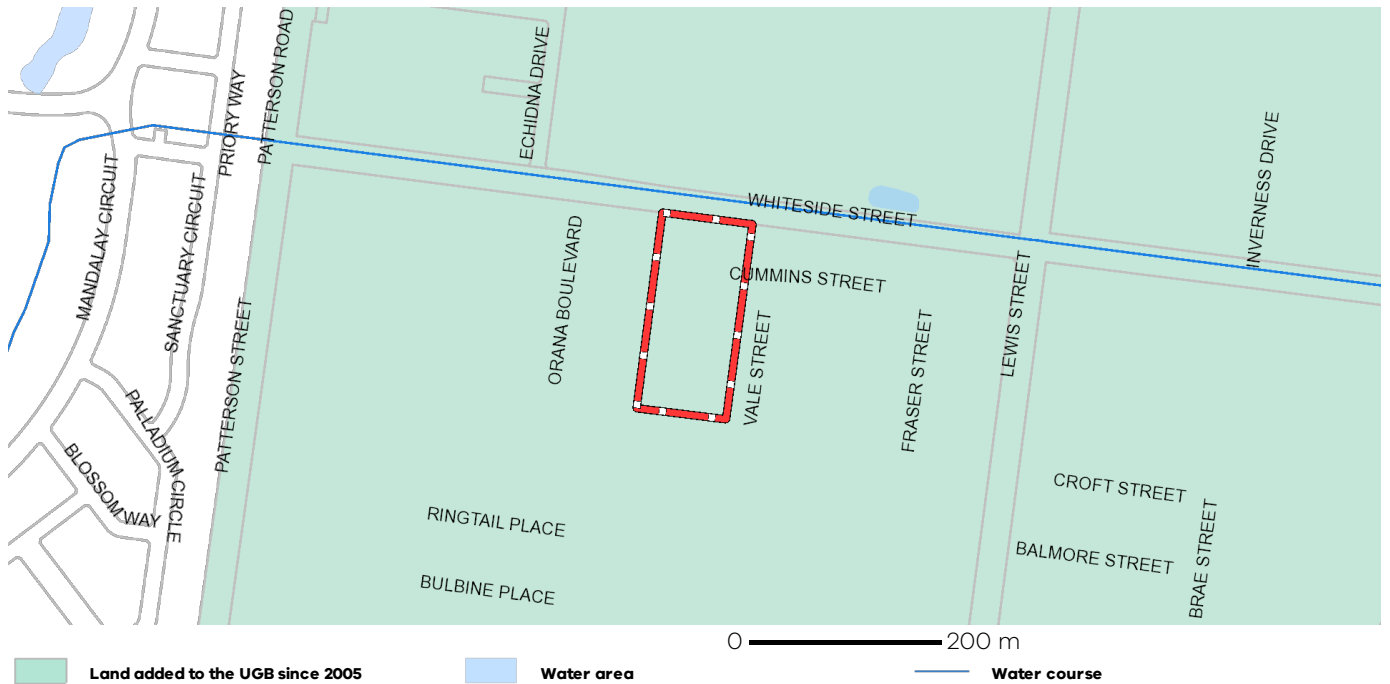 PATTERSON ROAD
ECHIDNA DRIVE
PRIORY WAY
INVERNESS DRIVE
MANDALAY CIRCUIT
SANCTUARY CIRCUIT
WHITESIDE STREET
ORANA BOULEVARD
CUMMINS STREET
LEWIS STREET
PATTERSON STREET
VALE STREET
FRASER STREET
PALLADIUM CIRCLE
BLOSSOM WAY
CROFT STREET
RINGTAIL PLACE
BALMORE STREET
BRAE STREET
BULBINE PLACE
0 200 m
Land added to the UGB since 2005
Water area
Water course